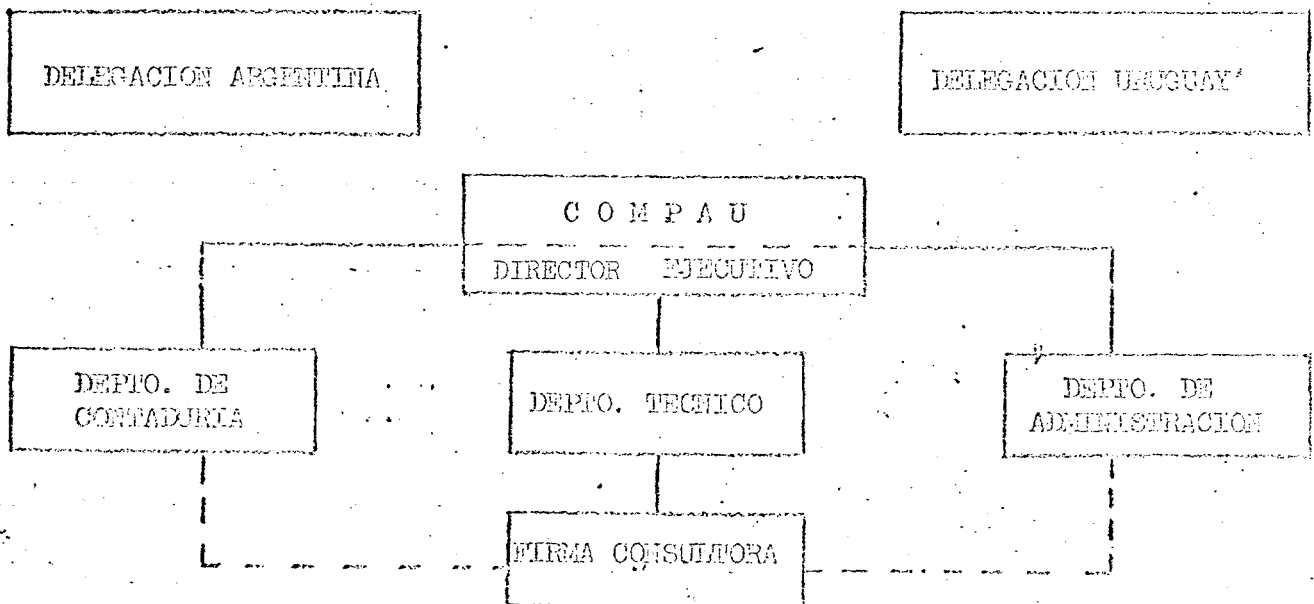 DELEGACION ARGENTINA
DELEGACION URUGUAY
C O M P A U
DIRECTOR EJECUTIVO
DEPTO. DE
CONTADURIA
DEPTO. TECNICO
DEPTO. DE
ADMINISTRACION
FIRMA CONSULTORA